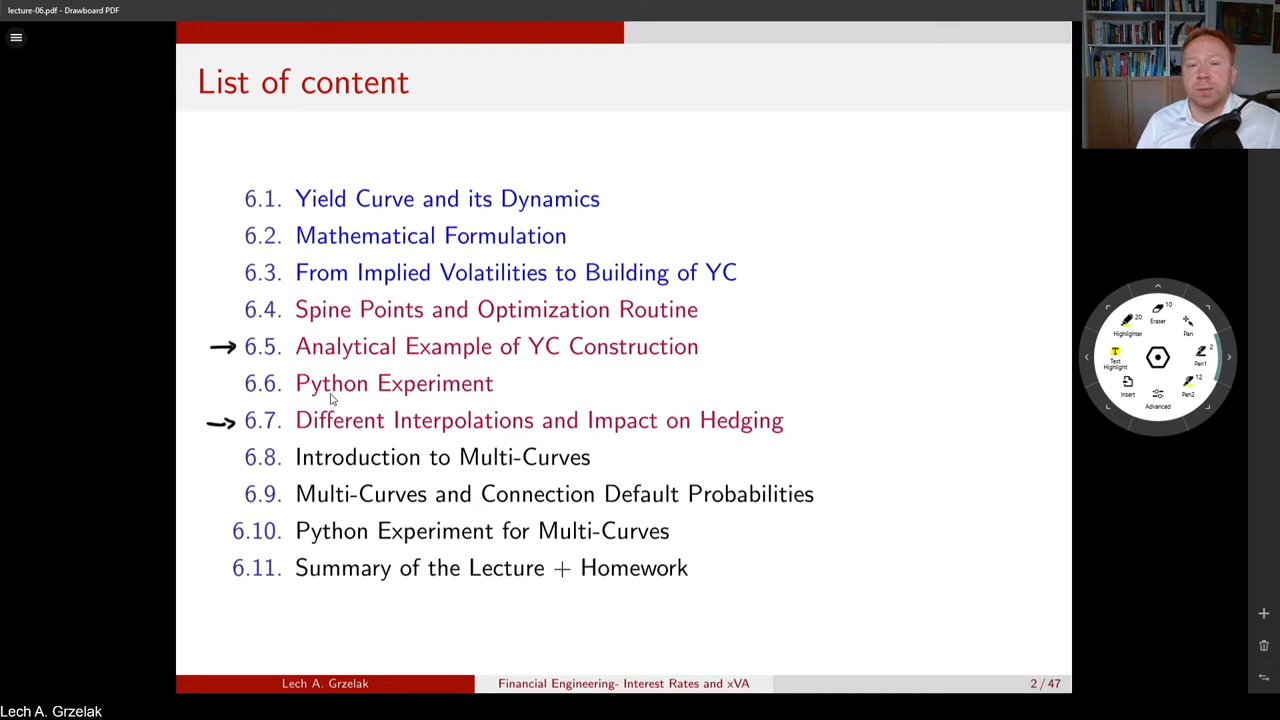 lecture-06.pdf - Drawboard PDF
List of content
6.1. Yield Curve and its Dynamics
6.2. Mathematical Formulation
6.3. From Implied Volatilities to Building of YC
6.4. Spine Points and Optimization Routine
6.5. Analytical Example of YC Construction
6.6. Python Experiment
6.7. Different Interpolations and Impact on Hedging
6.8. Introduction to Multi-Curves
6.9. Multi-Curves and Connection Default Probabilities
6.10. Python Experiment for Multi-Curves
6.11. Summary of the Lecture + Homework
10
Eraser
20
Highlighter
Pan
T
Text
Highlight
2
Pen1
Insert
12
Pen2
Advanced
Lech A. Grzelak
Financial Engineering- Interest Rates and xVA
2 / 47
Lech A. Grzelak